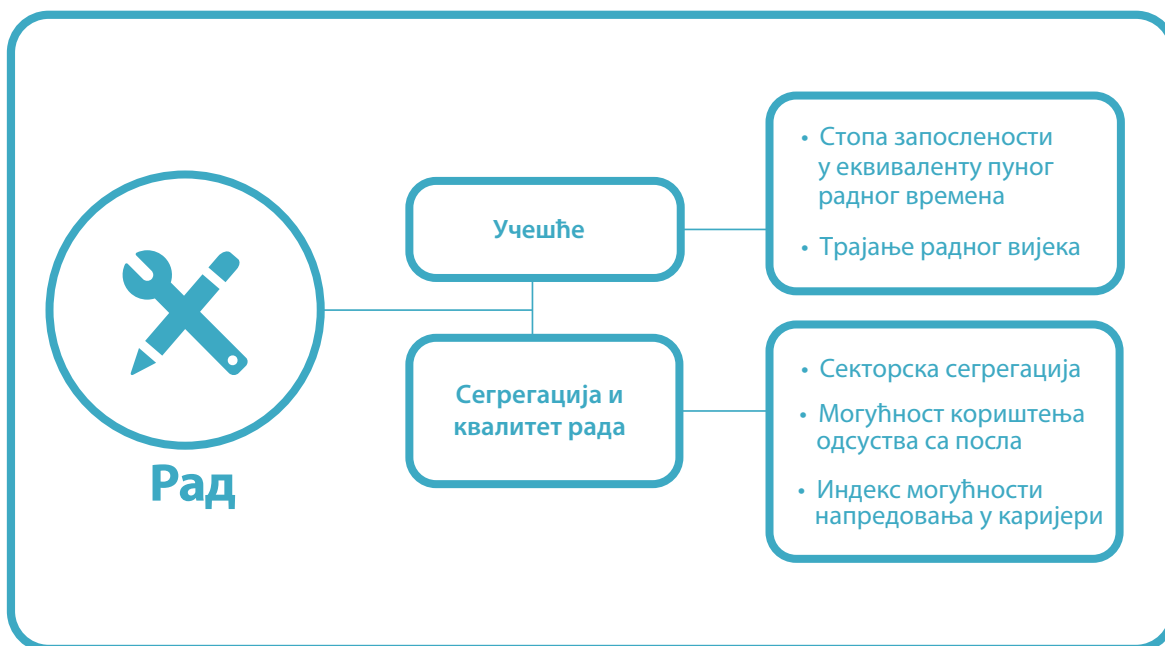 Рад
Учешће
• Стопа запослености
у еквиваленту пуног
радног времена
• Трајање радног вијека
Сегрегација и
квалитет рада
• Секторска сегрегација
• Могућност кориштења
одсуства са посла
• Индекс могућности
напредовања у каријери